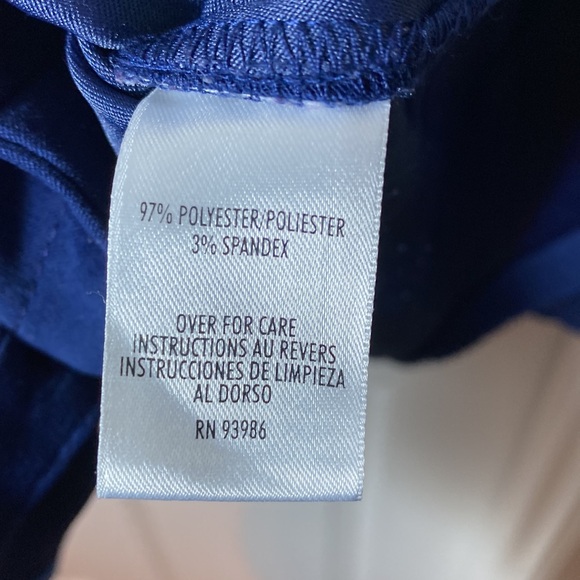 97% POLYESTER/POLIESTER
3% SPANDEX
OVER FOR CARE
INSTRUCTIONS AU REVERS
INSTRUCCIONES DE LIMPIEZA
AL DORSO
RN 93986